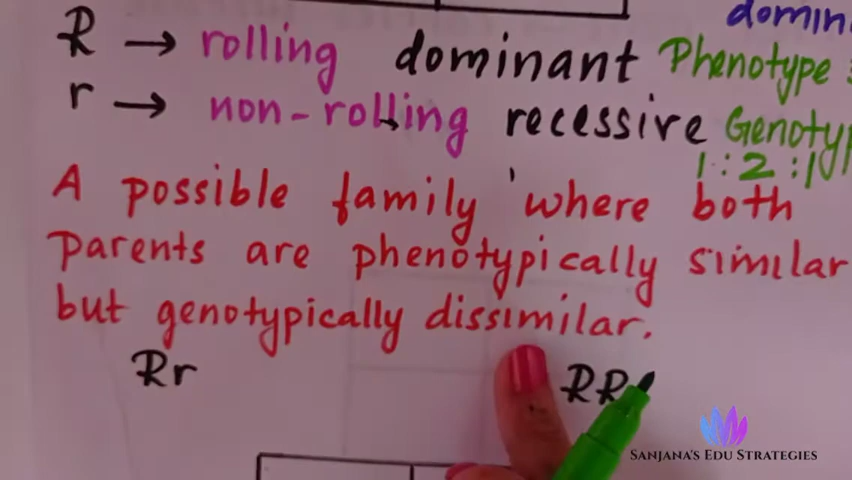 R → rolling dominant Phenotype
r → non-rolling recessive
1:2:1
A possible family where both
Parents are phenotypically similar
but genotypically dissimilar.
Rr RR
SANJANA'S EDU STRATEGIES